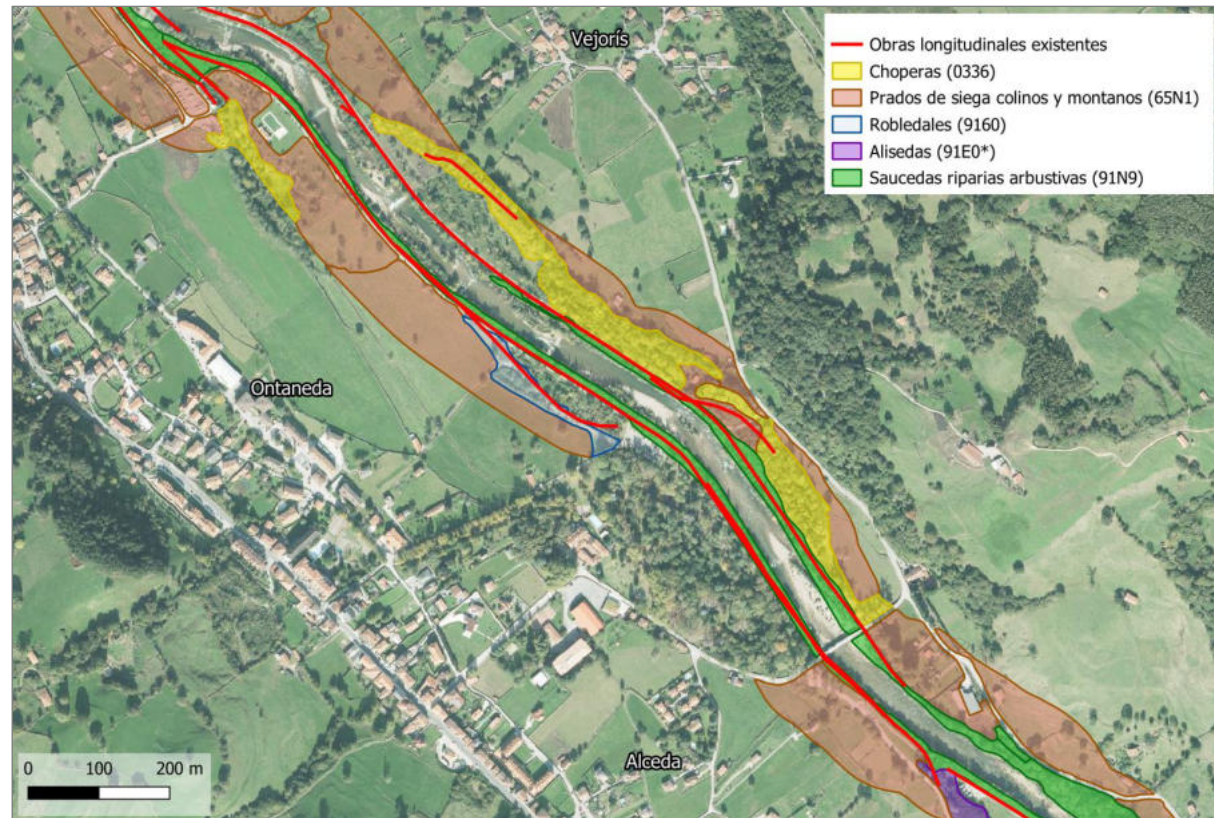 Vejorís
Obras longitudinales existentes
Choperas (0336)
Prados de siega colinos y montanos (65N1)
Robledales (9160)
Alisedas (91E0*)
Saucedas riparias arbustivas (91N9)
Ontaneda
Alceda
0 100 200 m